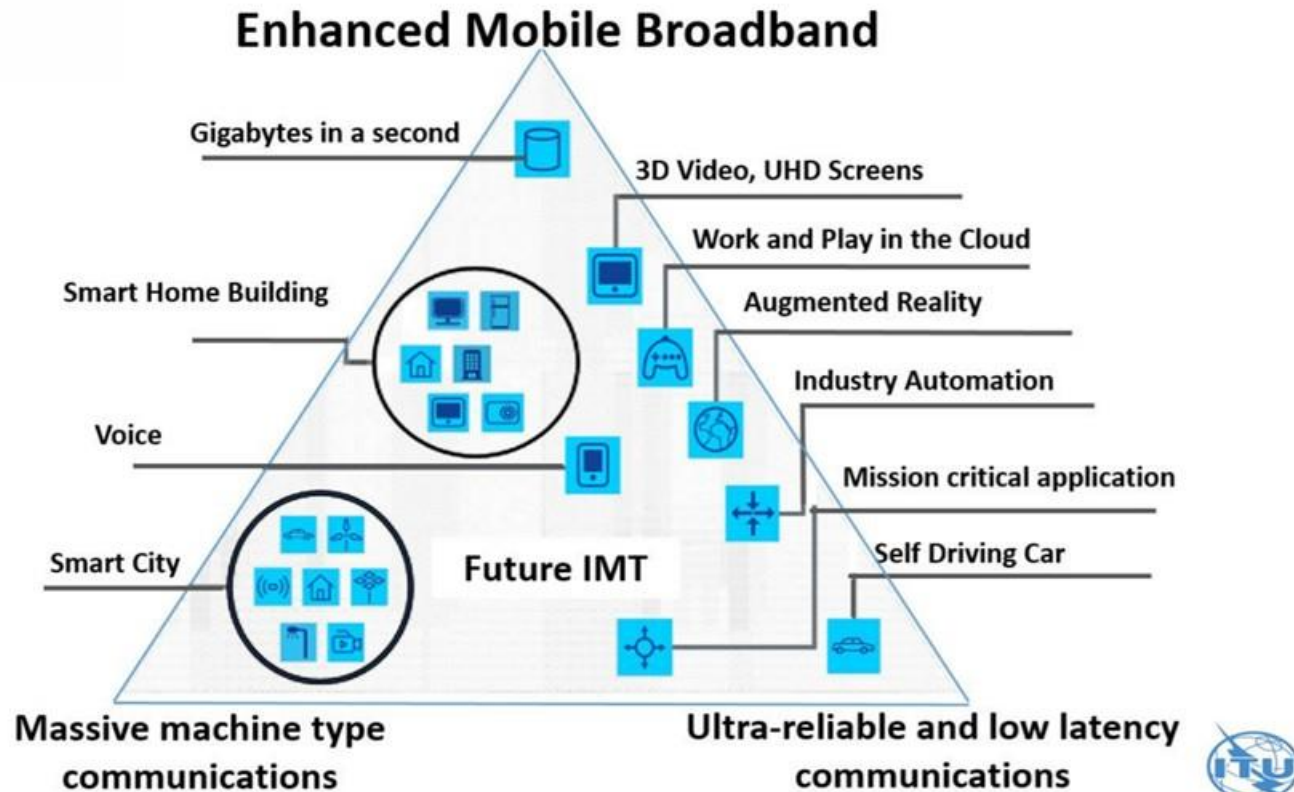 Enhanced Mobile Broadband
Gigabytes in a second
3D Video, UHD Screens
Work and Play in the Cloud
Smart Home Building
Augmented Reality
Industry Automation
Voice
Mission critical application
Smart City
Future IMT
Self Driving Car
Massive machine type
communications
Ultra-reliable and low latency
communications
ITU